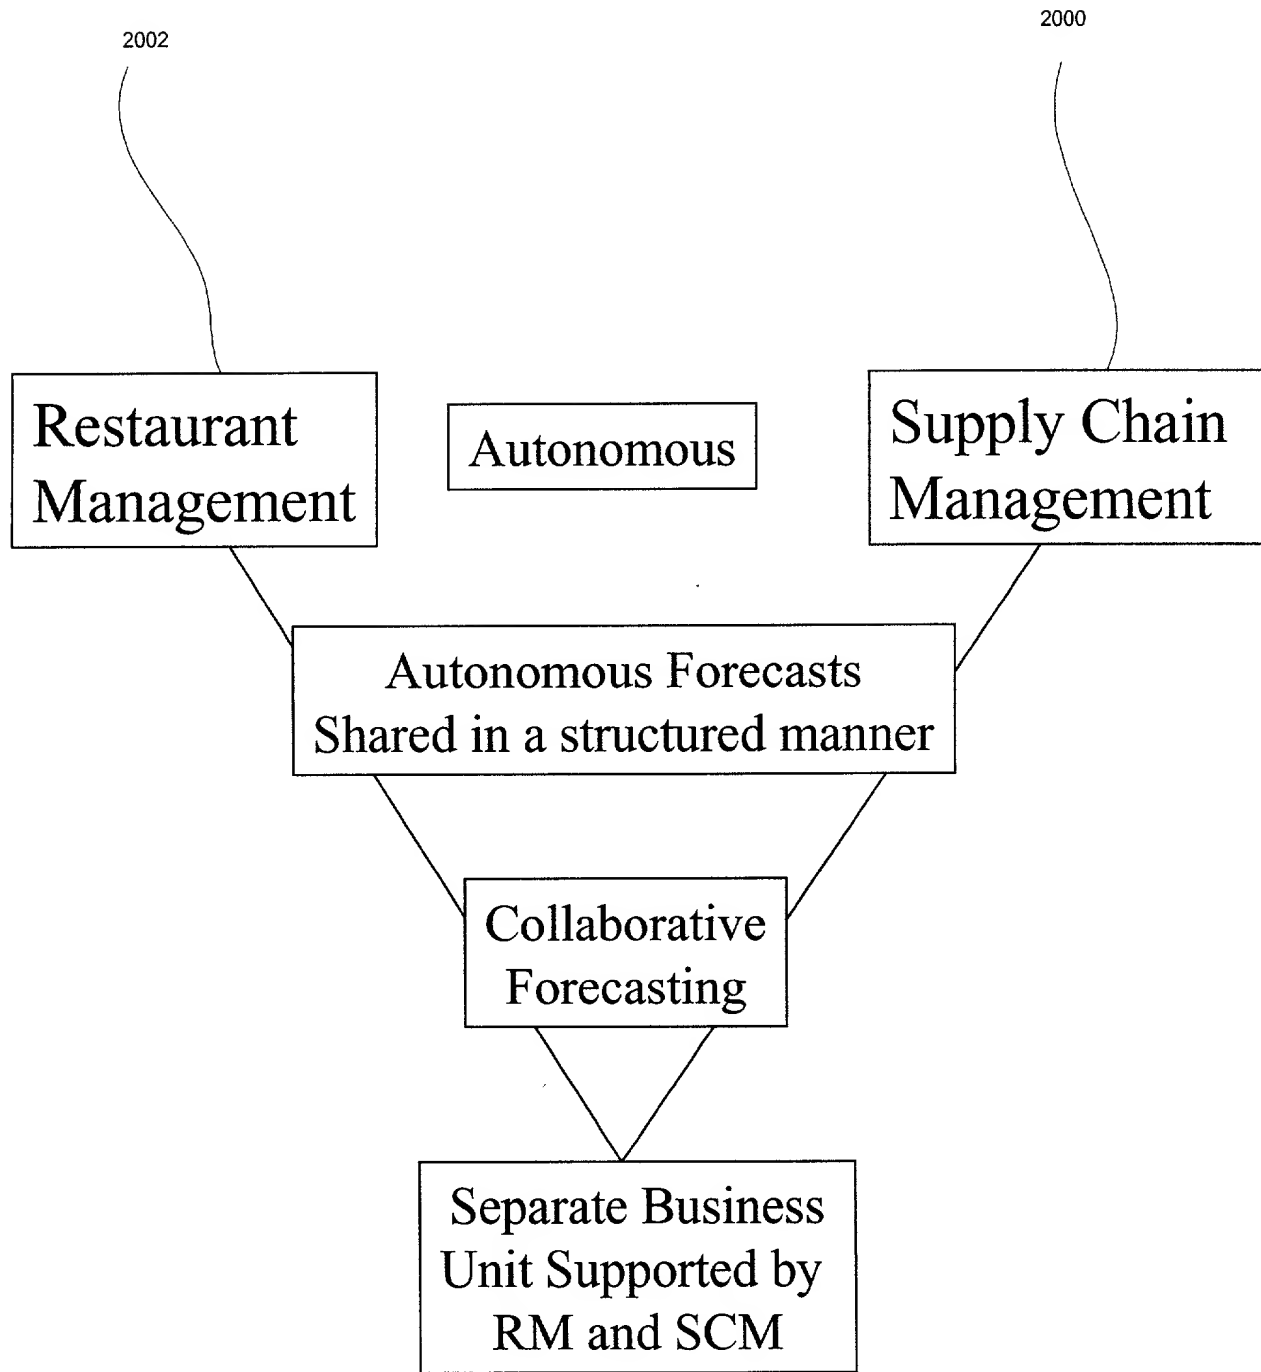 2002
2000
Restaurant
Management
Autonomous
Supply Chain
Management
Autonomous Forecasts
Shared in a structured manner
Collaborative
Forecasting
Separate Business
Unit Supported by
RM and SCM